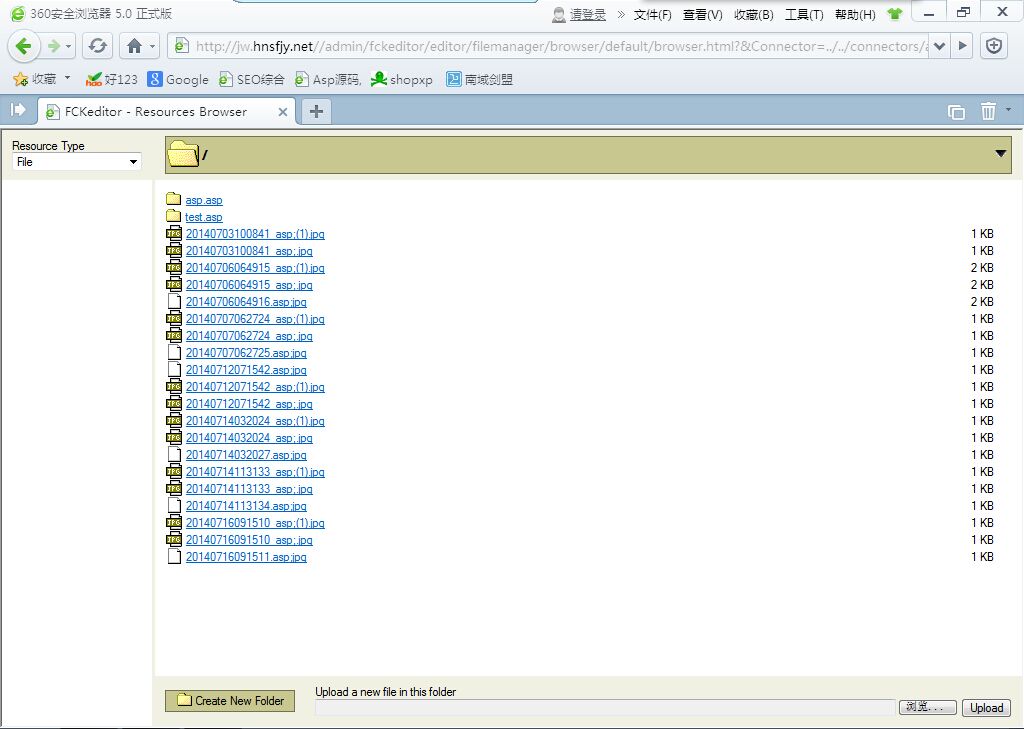 360安全浏览器 5.0 正式版
请登录 » 文件(F) 查看(V) 收藏(B) 工具(T) 帮助(H)
http://jw.hnsfjy.net//admin/fckeditor/editor/filemanager/browser/default/browser.html?&Connector=../../connectors/
收藏 好123 Google SEO综合 Asp源码, shopxp 南域剑盟
FCKeditor - Resources Browser
Resource Type
File
/
asp.asp
test.asp
20140703100841_asp;(1).jpg 1 KB
20140703100841_asp;.jpg 1 KB
20140706064915_asp;(1).jpg 2 KB
20140706064915_asp;.jpg 2 KB
20140706064916.asp;jpg 2 KB
20140707062724_asp;(1).jpg 1 KB
20140707062724_asp;.jpg 1 KB
20140707062725.asp;jpg 1 KB
20140712071542.asp;jpg 1 KB
20140712071542_asp;(1).jpg 1 KB
20140712071542_asp;.jpg 1 KB
20140714032024_asp;(1).jpg 1 KB
20140714032024_asp;.jpg 1 KB
20140714032027.asp;jpg 1 KB
20140714113133_asp;(1).jpg 1 KB
20140714113133_asp;.jpg 1 KB
20140714113134.asp;jpg 1 KB
20140716091510_asp;(1).jpg 1 KB
20140716091510_asp;.jpg 1 KB
20140716091511.asp;jpg 1 KB
Create New Folder
Upload a new file in this folder
浏览... Upload